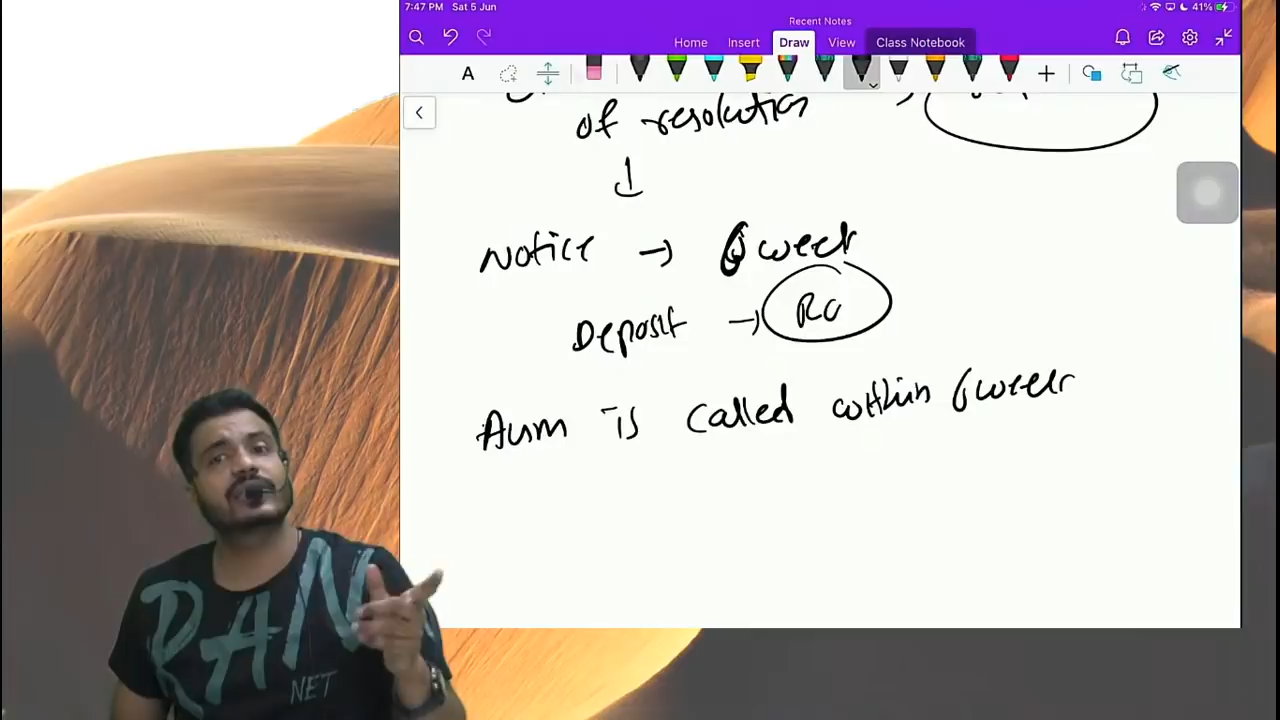 7:47 PM Sat 5 Jun
41%
Recent Notes
Home Insert Draw View Class Notebook
A
of resolution
Notice → 6 week
Deposit →
Aum is called within 6 week
RAN
NET